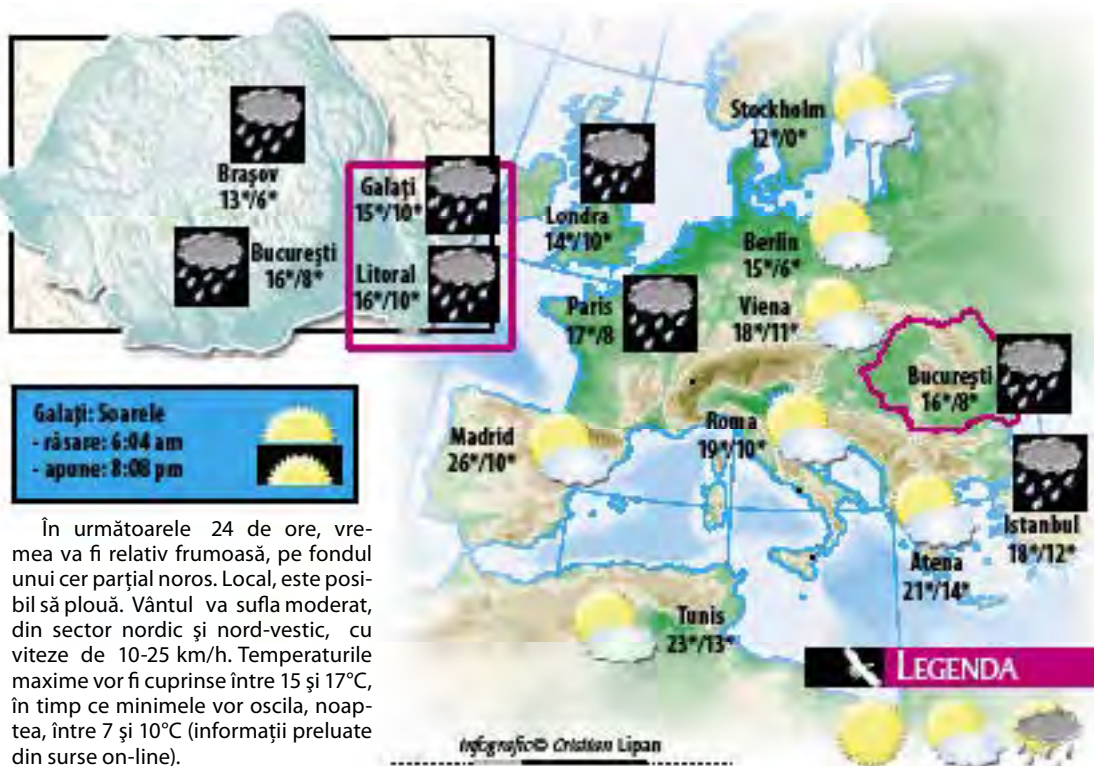 Brașov
13*/6*
București
16*/8*
Galați
15*/10*
Litoral
16*/10*
Stockholm
12*/0*
Londra
14*/10*
Berlin
15*/6*
Paris
17*/8
Viena
18*/11*
București
16*/8*
Madrid
26*/10*
Roma
19*/10*
Istanbul
18*/12*
Atena
21*/14*
Tunis
23*/13*
Galați: Soarele
- răsare: 6:04 am
- apune: 8:08 pm
În următoarele 24 de ore, vre-
mea va fi relativ frumoasă, pe fondul
unui cer parțial noros. Local, este posi-
bil să plouă. Vântul va sufla moderat,
din sector nordic şi nord-vestic, cu
viteze de 10-25 km/h. Temperaturile
maxime vor fi cuprinse între 15 şi 17°C,
în timp ce minimele vor oscila, noap-
tea, între 7 şi 10°C (informații preluate
din surse on-line).
LEGENDA
Infografic© Cristian Lipan